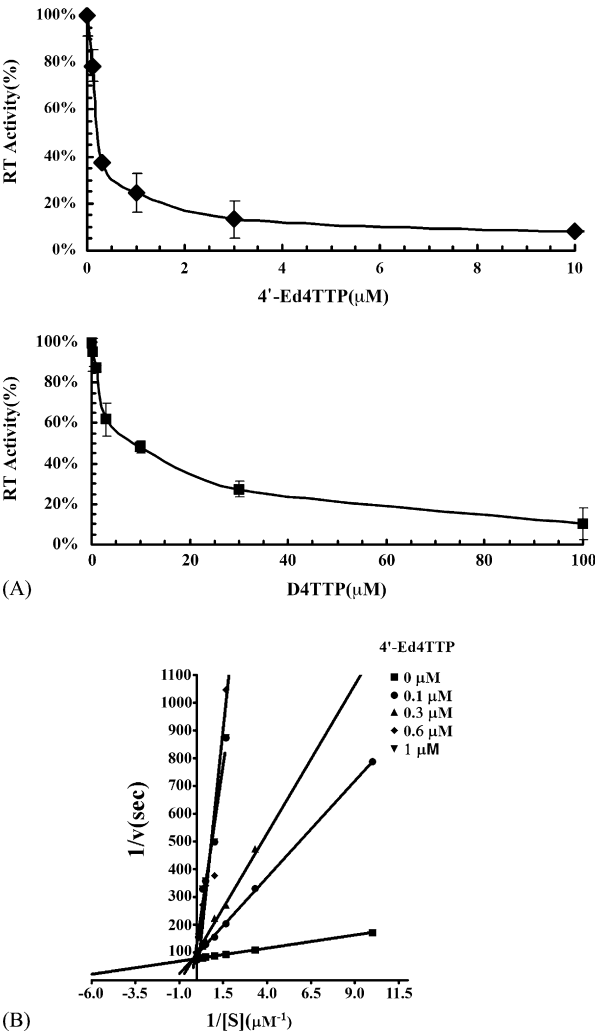 RT Activity(%)
100%
80%
60%
40%
20%
0%
0 2 4 6 8 10
4'-Ed4TTP(μM)
RT Activity(%)
100%
80%
60%
40%
20%
0%
0 20 40 60 80 100
(A) D4TTP(μM)
4'-Ed4TTP
0 μM
0.1 μM
0.3 μM
0.6 μM
1 μM
1/v(sec)
1100
1000
900
800
700
600
500
400
300
200
100
-6.0 -3.5 -1.0 1.5 4.0 6.5 9.0 11.5
(B) 1/[S](μM⁻¹)